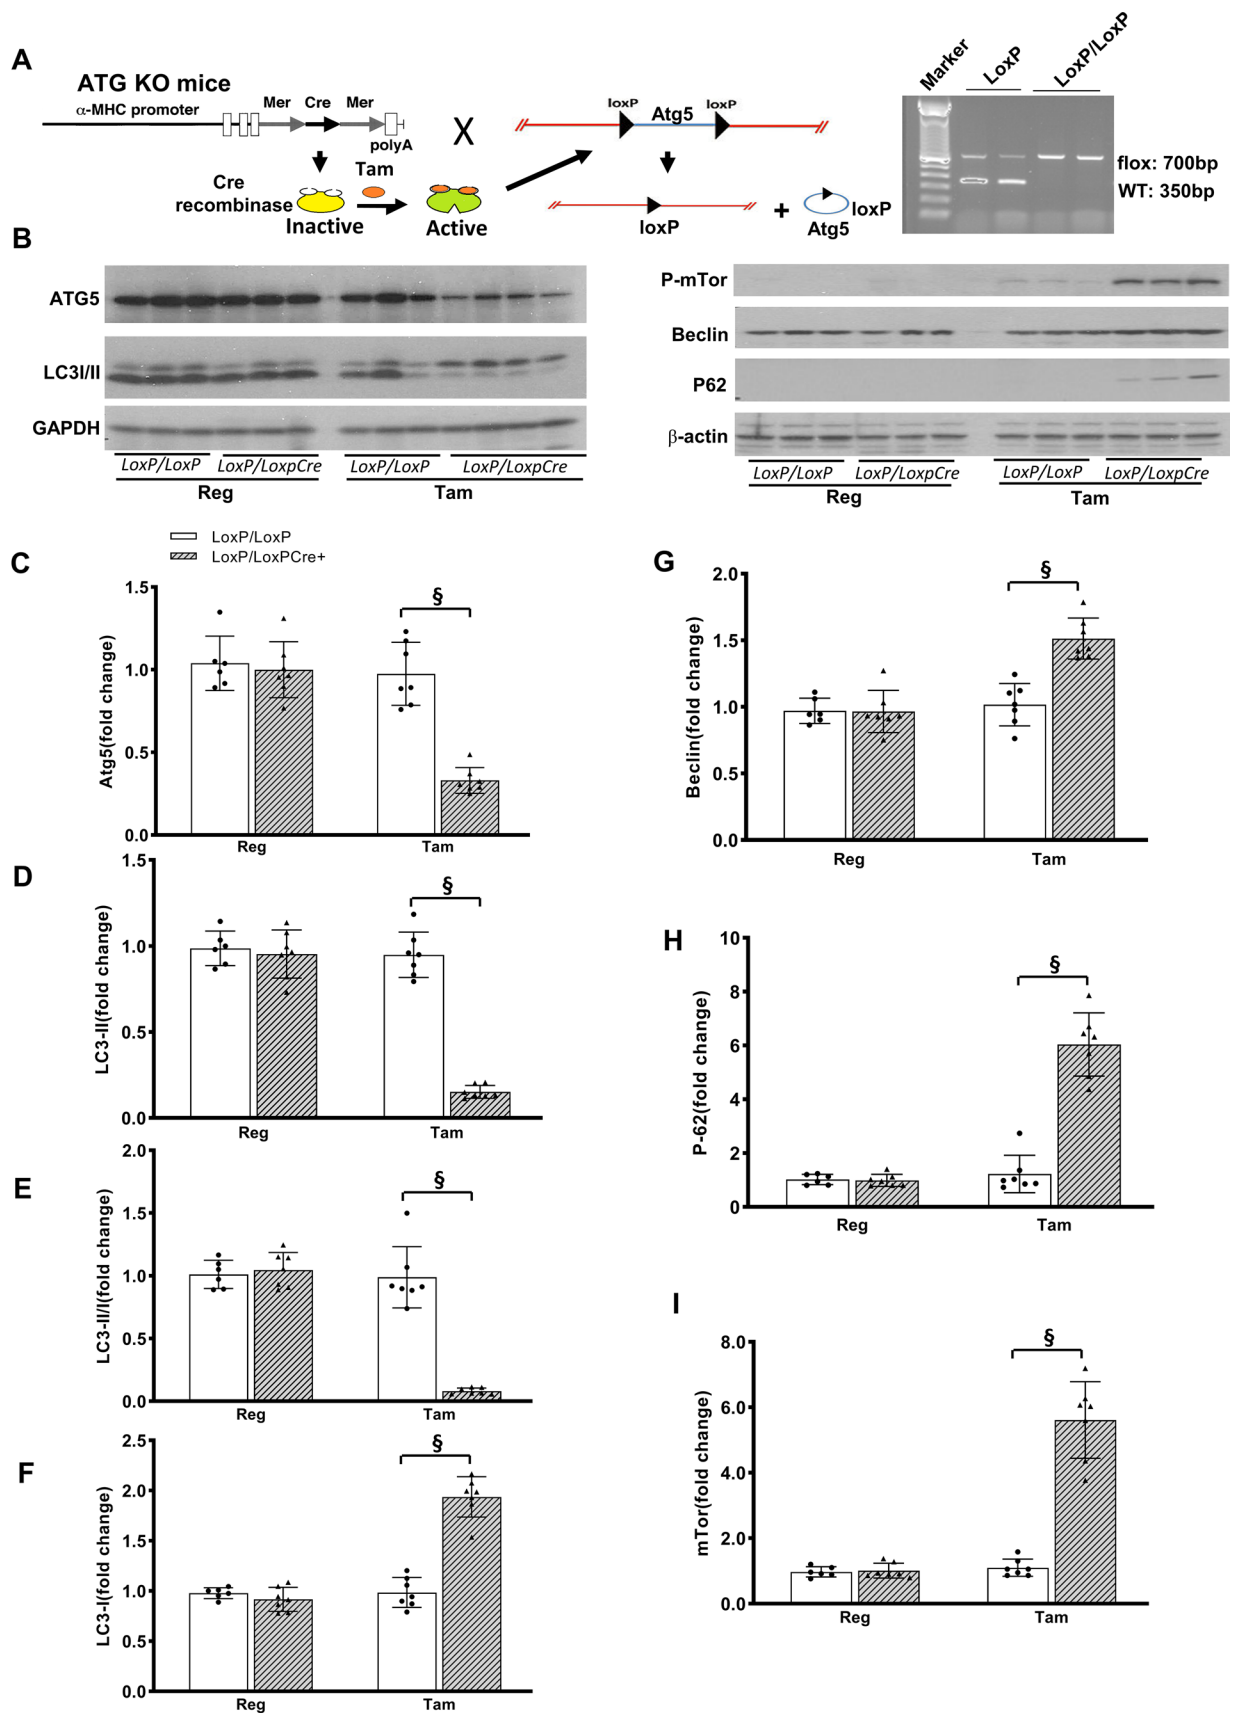 A
ATG KO mice
α-MHC promoter
Mer Cre Mer
polyA
X
loxP Atg5 loxP
Tam
Cre
recombinase
Inactive
Active
loxP
+
loxP
Atg5
Marker
LoxP
LoxP/LoxP
flox: 700bp
WT: 350bp
B
ATG5
LC3I/II
GAPDH
LoxP/LoxP LoxP/LoxpCre LoxP/LoxP LoxP/LoxpCre
Reg Tam
P-mTor
Beclin
P62
β-actin
LoxP/LoxP LoxP/LoxpCre LoxP/LoxP LoxP/LoxpCre
Reg Tam
LoxP/LoxP
LoxP/LoxPCre+
C
Atg5(fold change)
1.5
1.0
0.5
0.0
§
Reg Tam
D
LC3-II(fold change)
1.5
1.0
0.5
0.0
§
Reg Tam
E
LC3-II/I(fold change)
2.0
1.5
1.0
0.5
0.0
§
Reg Tam
F
LC3-I(fold change)
2.5
2.0
1.5
1.0
0.5
0.0
§
Reg Tam
G
Beclin(fold change)
2.0
1.5
1.0
0.5
0.0
§
Reg Tam
H
P-62(fold change)
10
8
6
4
2
0
§
Reg Tam
I
mTor(fold change)
8.0
6.0
4.0
2.0
0.0
§
Reg Tam